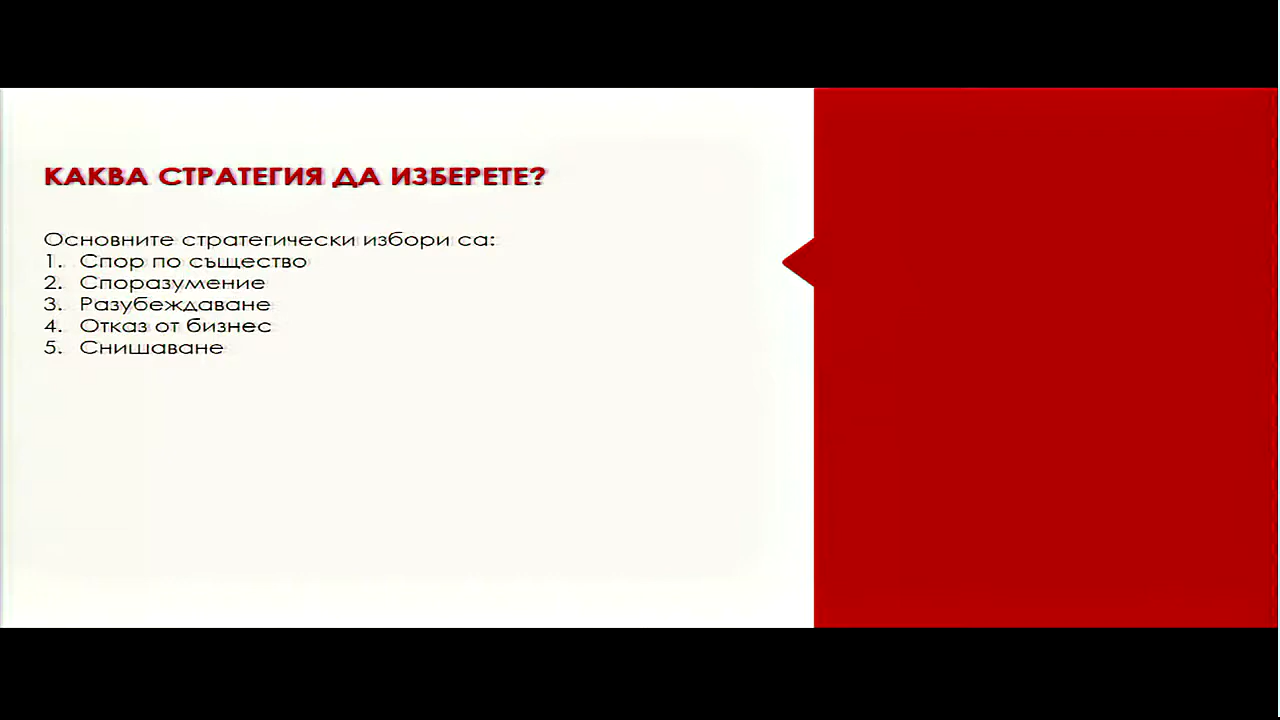 КАКВА СТРАТЕГИЯ ДА ИЗБЕРЕТЕ?
Основните стратегически избори са:
1. Спор по същество
2. Споразумение
3. Разубеждаване
4. Отказ от бизнес
5. Снишаване